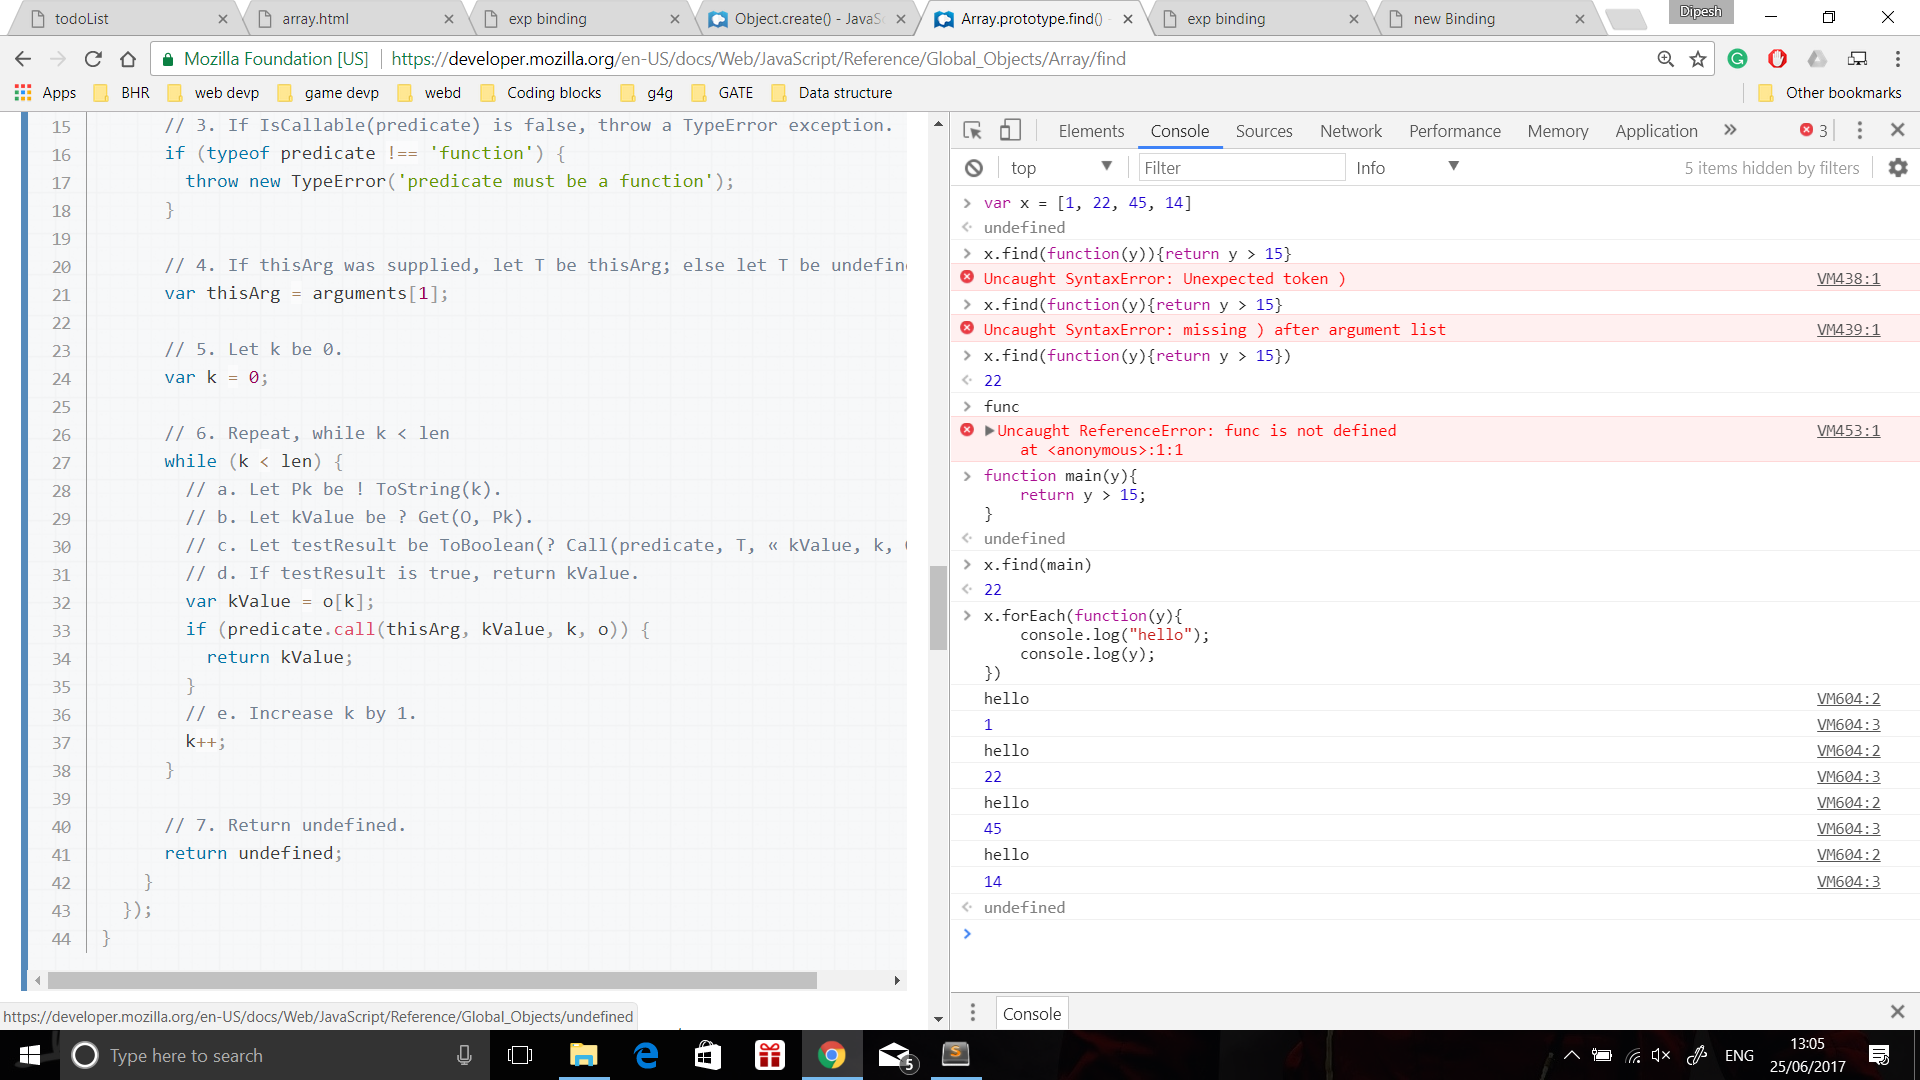 todoList
array.html
exp binding
Object.create() - JavaSc
Array.prototype.find() -
exp binding
new Binding
Dipesh
Mozilla Foundation [US]
https://developer.mozilla.org/en-US/docs/Web/JavaScript/Reference/Global_Objects/Array/find
Apps
BHR
web devp
game devp
webd
Coding blocks
g4g
GATE
Data structure
Other bookmarks
15 // 3. If IsCallable(predicate) is false, throw a TypeError exception.
16 if (typeof predicate !== 'function') {
17 throw new TypeError('predicate must be a function');
18 }
19
20 // 4. If thisArg was supplied, let T be thisArg; else let T be undefin
21 var thisArg = arguments[1];
22
23 // 5. Let k be 0.
24 var k = 0;
25
26 // 6. Repeat, while k < len
27 while (k < len) {
28 // a. Let Pk be ! ToString(k).
29 // b. Let kValue be ? Get(O, Pk).
30 // c. Let testResult be ToBoolean(? Call(predicate, T, « kValue, k,
31 // d. If testResult is true, return kValue.
32 var kValue = o[k];
33 if (predicate.call(thisArg, kValue, k, o)) {
34 return kValue;
35 }
36 // e. Increase k by 1.
37 k++;
38 }
39
40 // 7. Return undefined.
41 return undefined;
42 }
43 });
44 }
https://developer.mozilla.org/en-US/docs/Web/JavaScript/Reference/Global_Objects/undefined
Elements Console Sources Network Performance Memory Application » 3
top Filter Info 5 items hidden by filters
var x = [1, 22, 45, 14]
undefined
x.find(function(y)){return y > 15}
Uncaught SyntaxError: Unexpected token ) VM438:1
x.find(function(y){return y > 15}
Uncaught SyntaxError: missing ) after argument list VM439:1
x.find(function(y){return y > 15})
22
func
Uncaught ReferenceError: func is not defined VM453:1
at <anonymous>:1:1
function main(y){
return y > 15;
}
undefined
x.find(main)
22
x.forEach(function(y){
console.log("hello");
console.log(y);
})
hello VM604:2
1 VM604:3
hello VM604:2
22 VM604:3
hello VM604:2
45 VM604:3
hello VM604:2
14 VM604:3
undefined
Console
Type here to search
5
ENG
13:05
25/06/2017